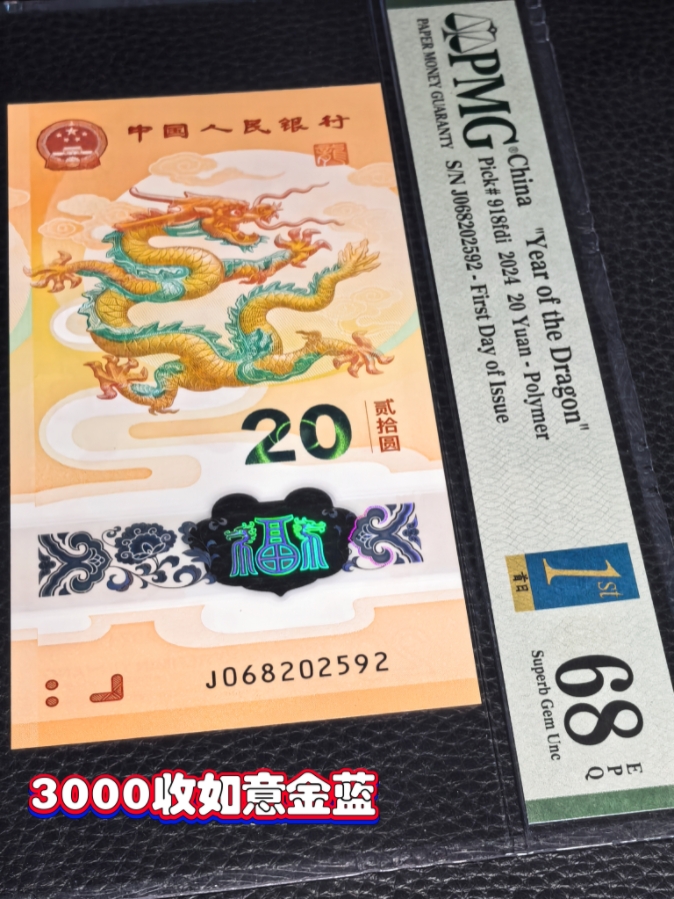 中国人民银行
20
贰拾圆
J068202592
PMG
PAPER MONEY GUARANTY
China "Year of the Dragon"
Pick# 918fdi 2024 20 Yuan - Polymer
S/N J068202592 - First Day of Issue
1st
首日
68 EPQ
Superb Gem Unc
3000收如意金蓝